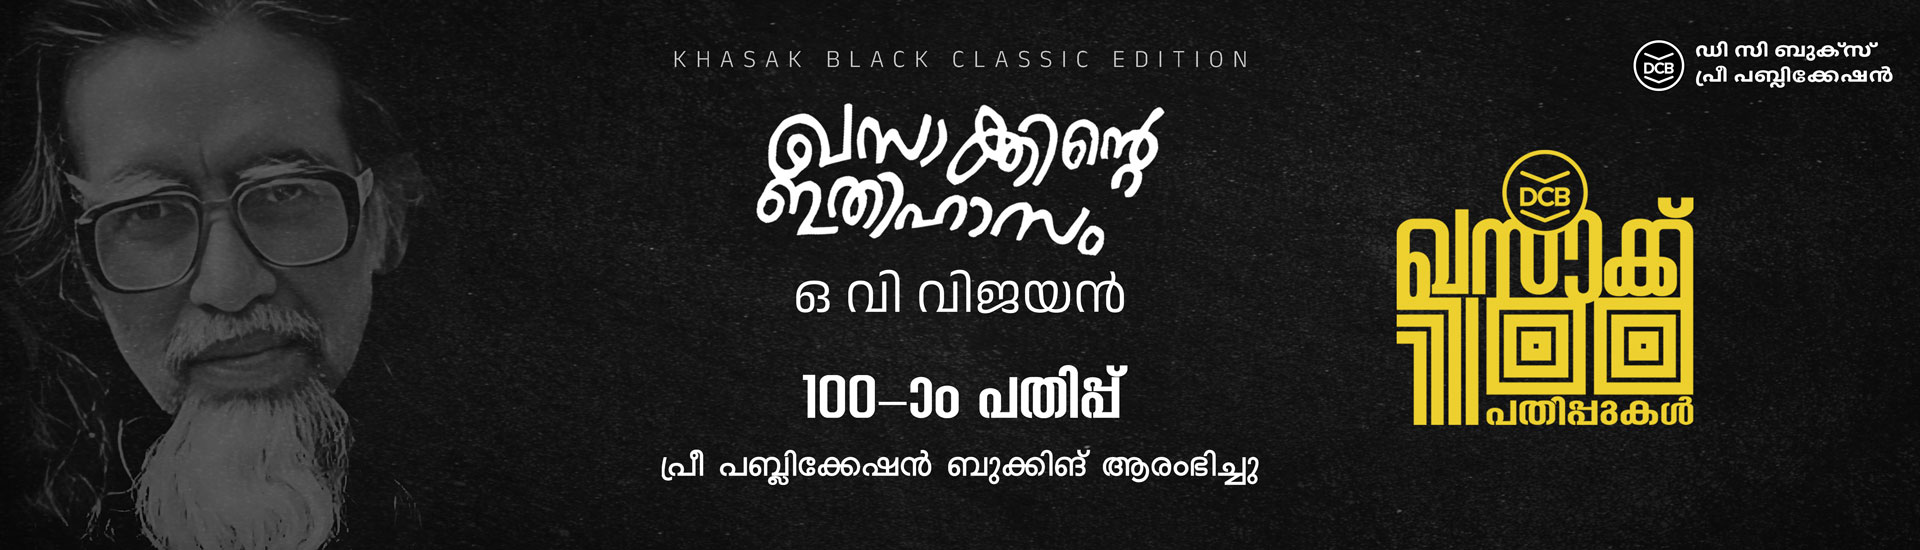 KHASAK BLACK CLASSIC EDITION
ഖസാക്കിന്റെ
ഇതിഹാസം
ഒ വി വിജയൻ
100-ാം പതിപ്പ്
പ്രീ പബ്ലിക്കേഷൻ ബുക്കിങ് ആരംഭിച്ചു
DCB
ഡി സി ബുക്സ്
പ്രീ പബ്ലിക്കേഷൻ
DCB
ഖസാക്ക്
100
പതിപ്പുകൾ